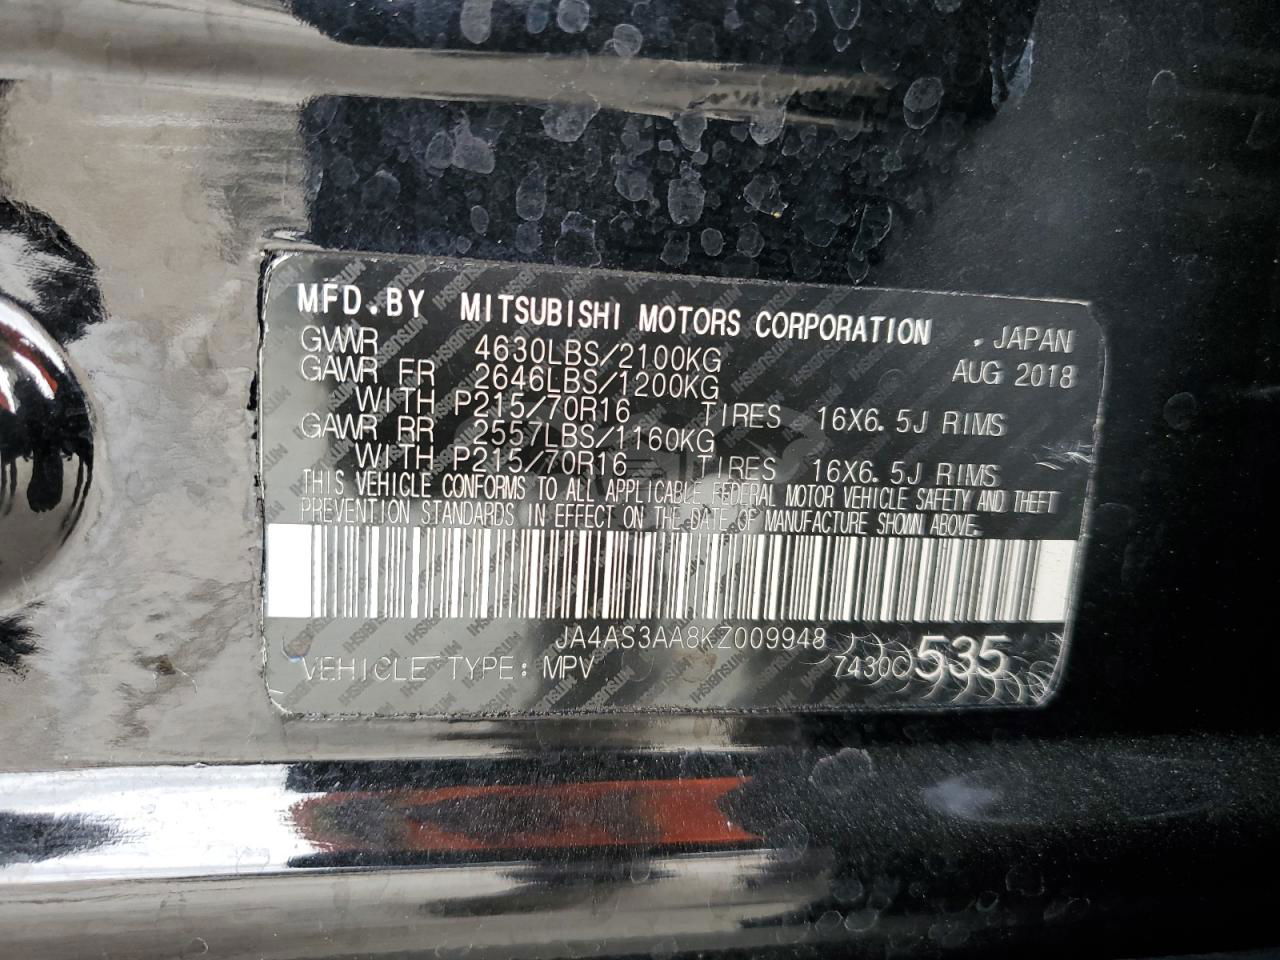 MFD.BY MITSUBISHI MOTORS CORPORATION .JAPAN
GVWR 4630LBS/2100KG AUG 2018
GAWR FR 2646LBS/1200KG
WITH P215/70R16 TIRES 16X6.5J RIMS
GAWR RR 2557LBS/1160KG
WITH P215/70R16 TIRES 16X6.5J RIMS
THIS VEHICLE CONFORMS TO ALL APPLICABLE FEDERAL MOTOR VEHICLE SAFETY AND THEFT
PREVENTION STANDARDS IN EFFECT ON THE DATE OF MANUFACTURE SHOWN ABOVE.
JA4AS3AA8KZ009948
VEHICLE TYPE: MPV 7430C535